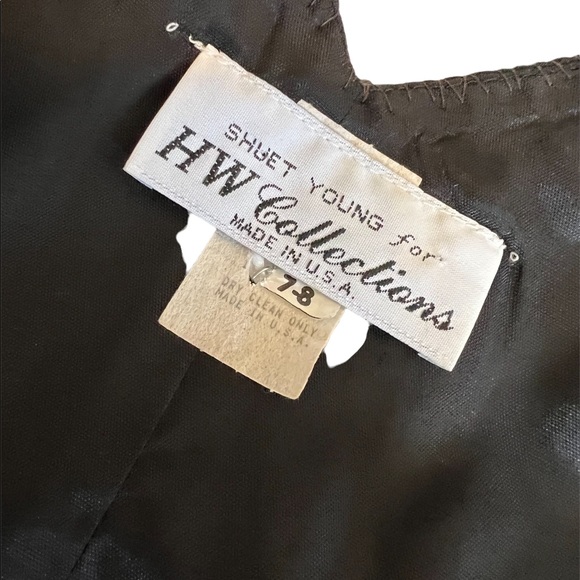 SHUET YOUNG for
HW Collections
MADE IN U.S.A.
7-8
DRY CLEAN ONLY
MADE IN U.S.A.